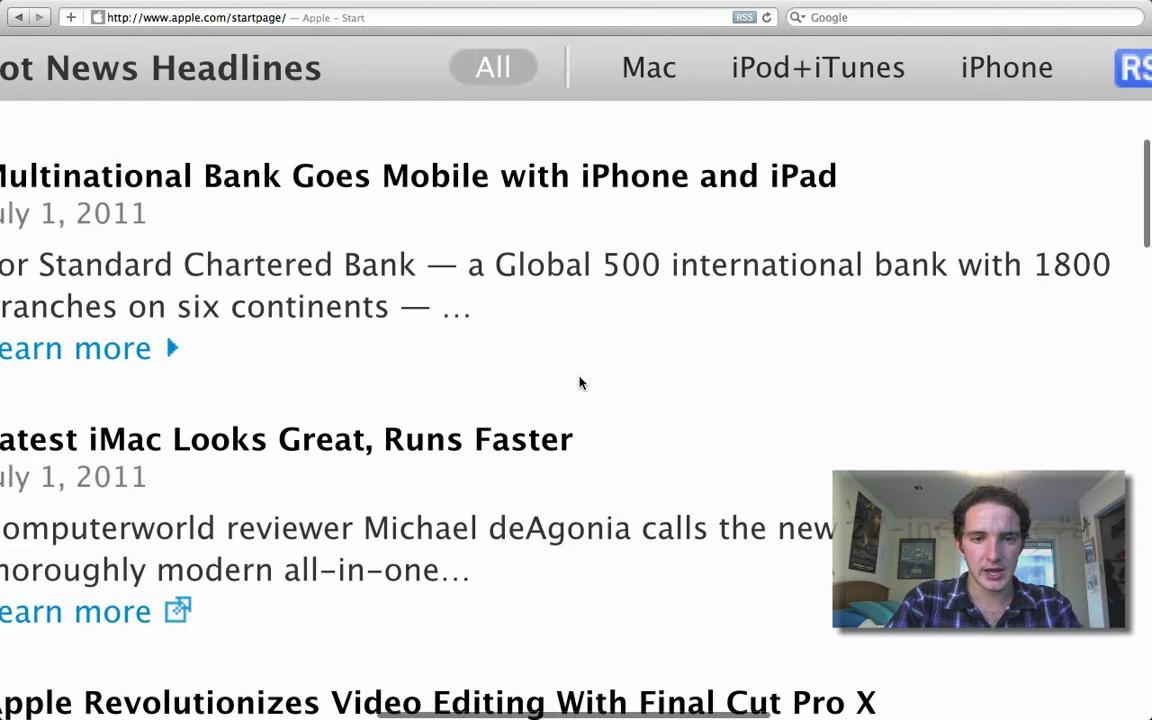 http://www.apple.com/startpage/ — Apple – Start
RSS
Google
ot News Headlines
All
Mac
iPod+iTunes
iPhone
RS
Multinational Bank Goes Mobile with iPhone and iPad
uly 1, 2011
or Standard Chartered Bank — a Global 500 international bank with 1800
ranches on six continents — ...
earn more
atest iMac Looks Great, Runs Faster
uly 1, 2011
omputerworld reviewer Michael deAgonia calls the new
horoughly modern all-in-one...
earn more
Apple Revolutionizes Video Editing With Final Cut Pro X